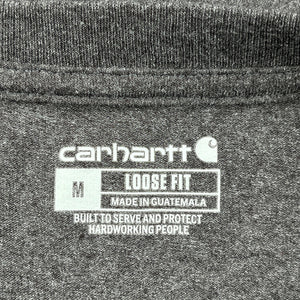 carhartt
M LOOSE FIT
MADE IN GUATEMALA
BUILT TO SERVE AND PROTECT
HARDWORKING PEOPLE